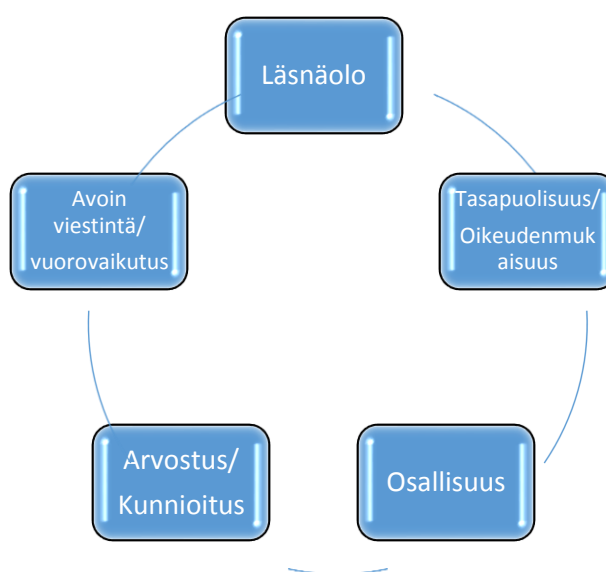 Läsnäolo
Tasapuolisuus/
Oikeudenmuk
aisuus
Osallisuus
Arvostus/
Kunnioitus
Avoin
viestintä/
vuorovaikutus